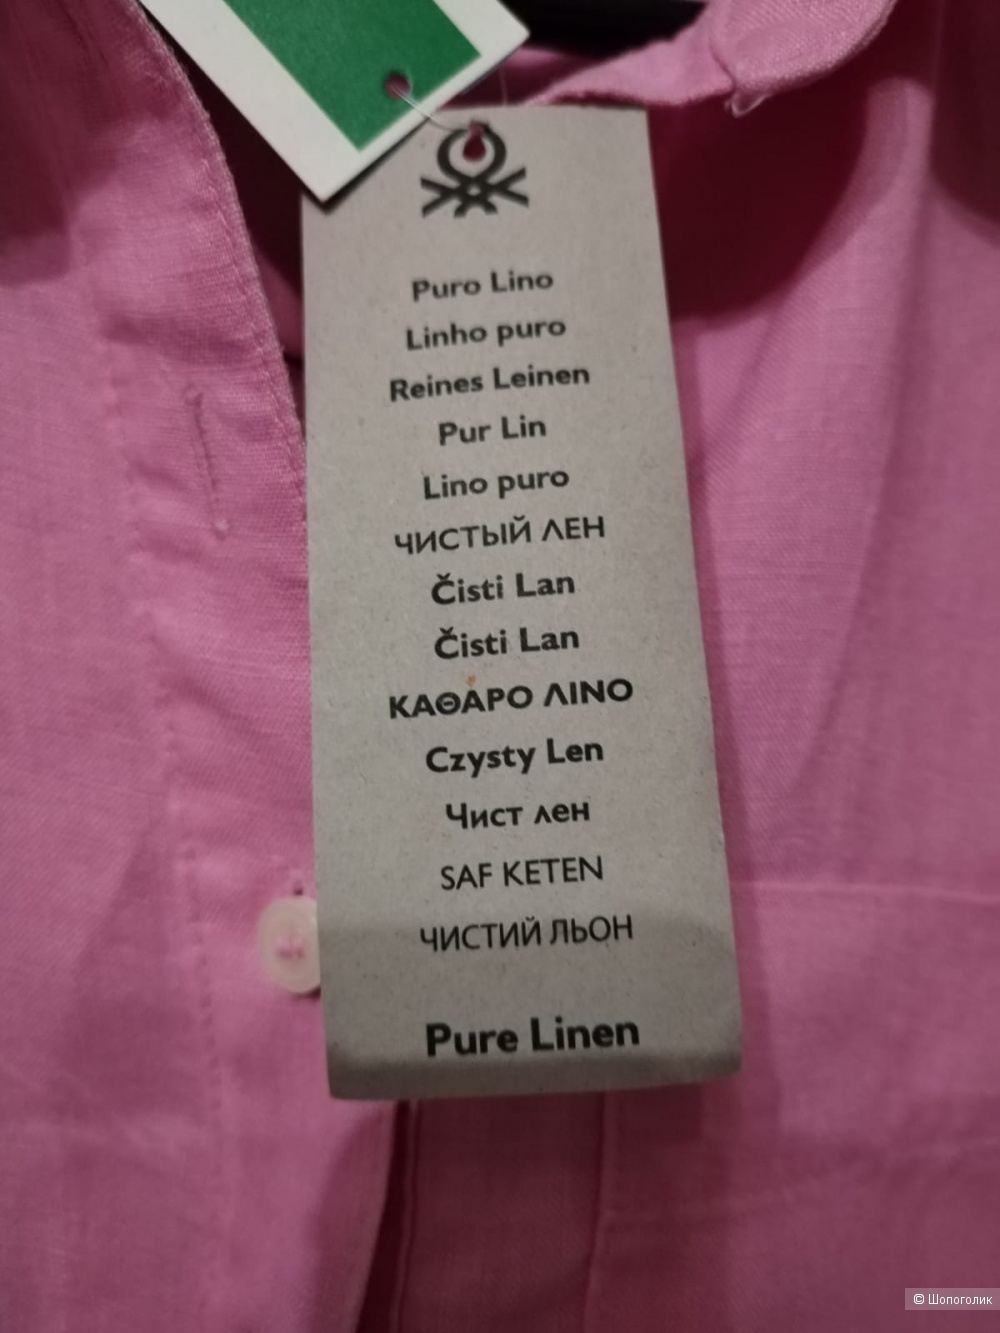 Puro Lino
Linho puro
Reines Leinen
Pur Lin
Lino puro
ЧИСТЫЙ ЛЕН
Čisti Lan
Čisti Lan
ΚΑΘΑΡΟ ΛΙΝΟ
Czysty Len
Чист лен
SAF KETEN
ЧИСТИЙ ЛЬОН
Pure Linen
© Шопоголик